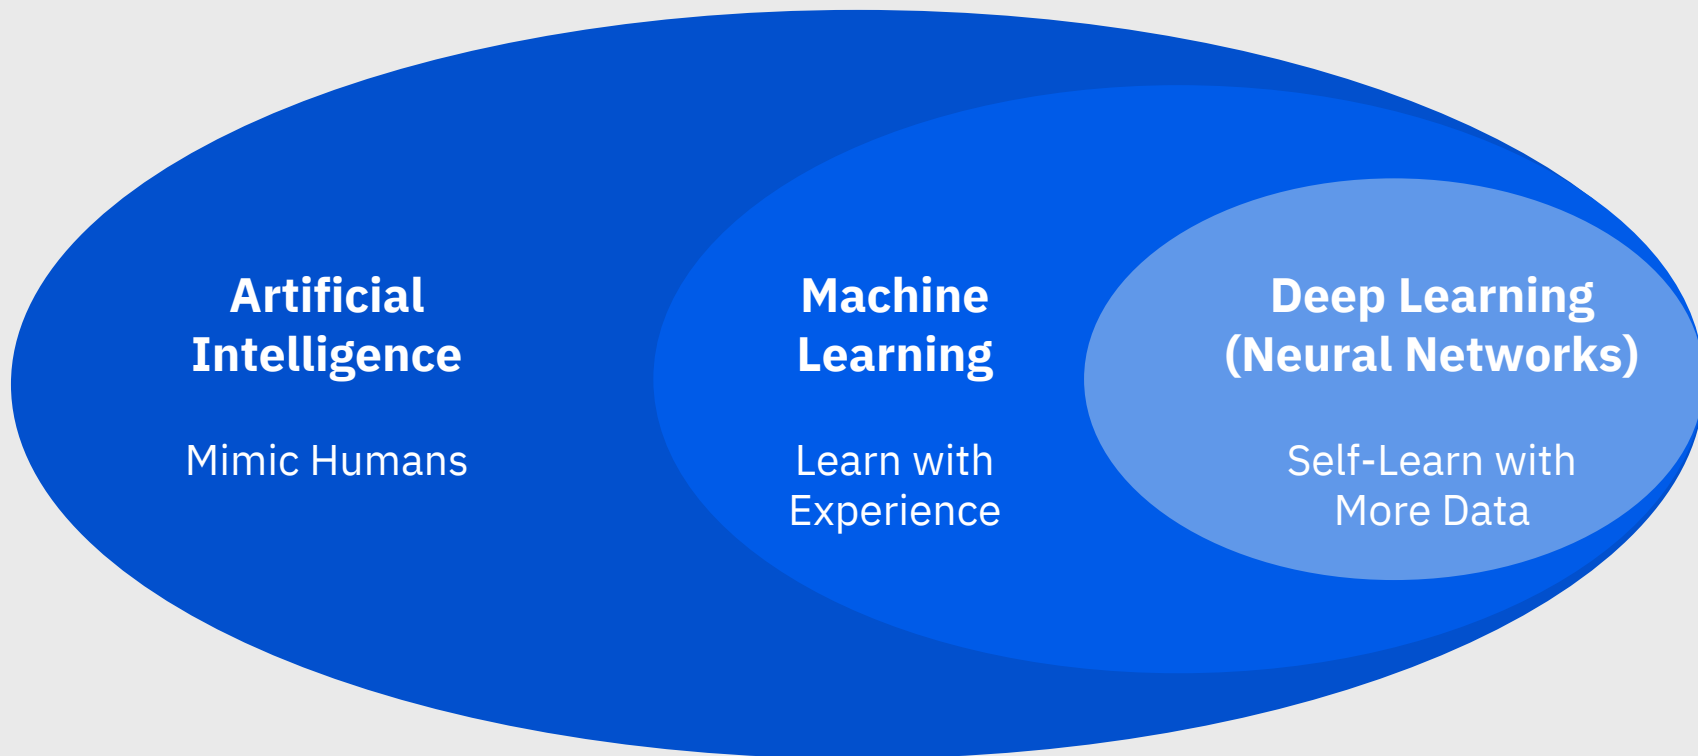 Artificial
Intelligence
Mimic Humans
Machine
Learning
Learn with
Experience
Deep Learning
(Neural Networks)
Self-Learn with
More Data